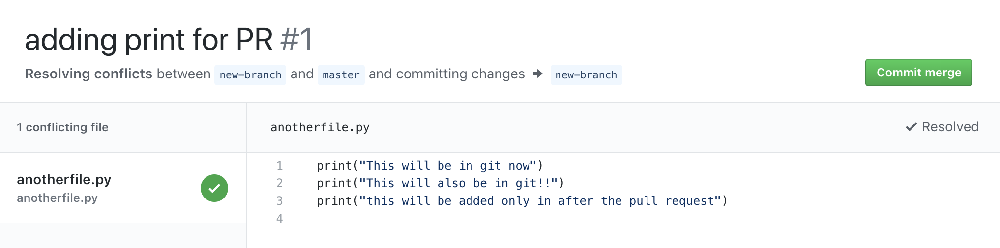 adding print for PR #1
Resolving conflicts between new-branch and master and committing changes new-branch
Commit merge
1 conflicting file
anotherfile.py
Resolved
anotherfile.py
anotherfile.py
1 print("This will be in git now")
2 print("This will also be in git!!")
3 print("this will be added only in after the pull request")
4